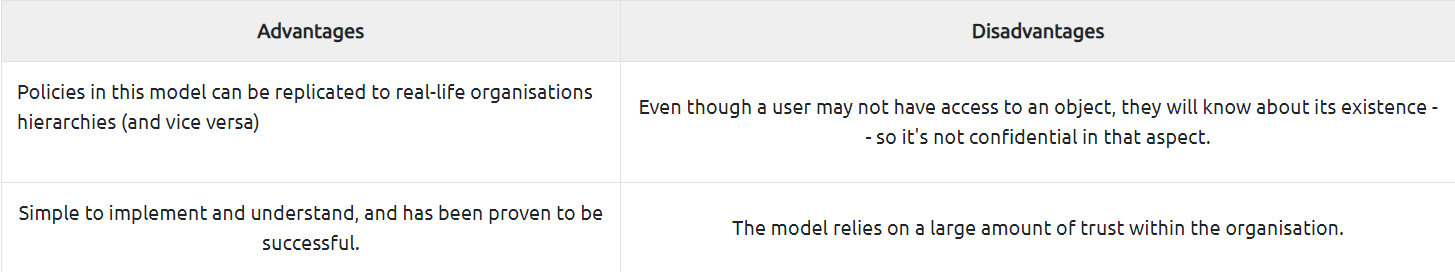 Advantages
Disadvantages
Policies in this model can be replicated to real-life organisations
hierarchies (and vice versa)
Even though a user may not have access to an object, they will know about its existence -
- so it's not confidential in that aspect.
Simple to implement and understand, and has been proven to be
successful.
The model relies on a large amount of trust within the organisation.